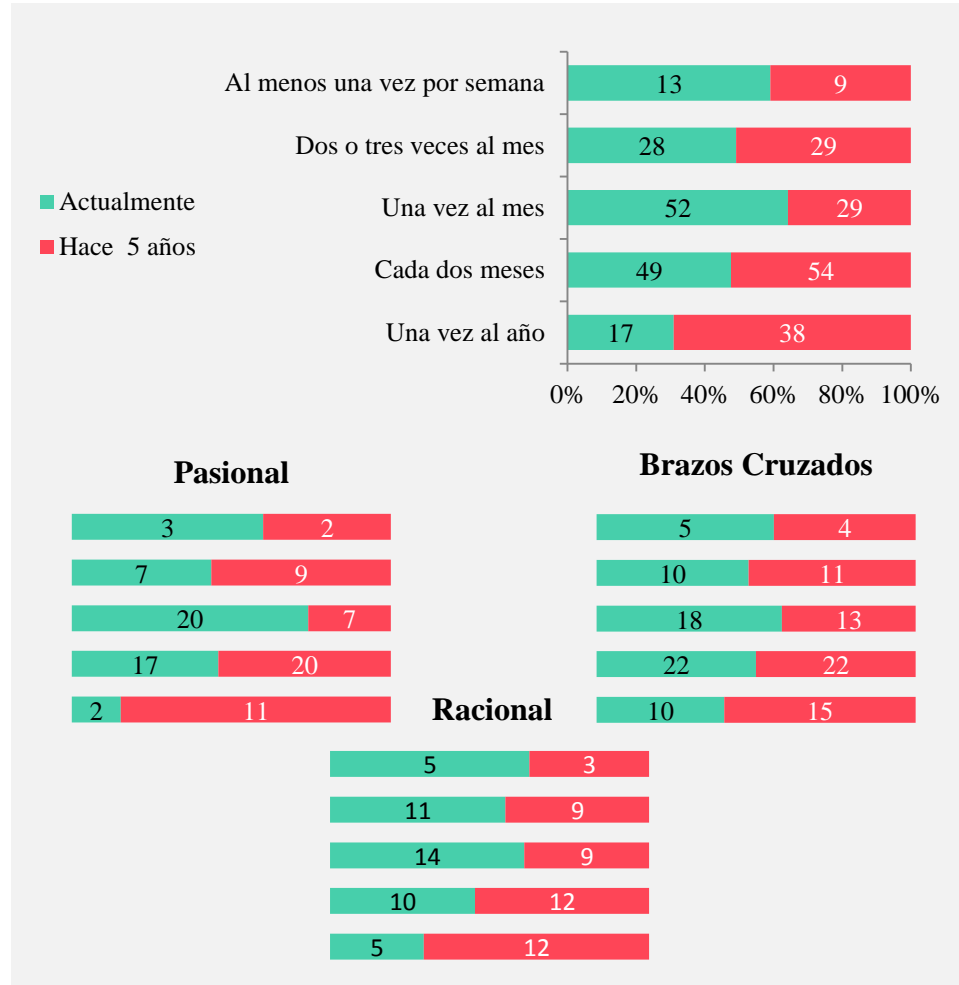 Al menos una vez por semana
13 9
Dos o tres veces al mes
28 29
Actualmente
Una vez al mes
52 29
Hace 5 años
Cada dos meses
49 54
Una vez al año
17 38
0% 20% 40% 60% 80% 100%
Pasional
3 2
7 9
20 7
17 20
2 11
Brazos Cruzados
5 4
10 11
18 13
22 22
10 15
Racional
5 3
11 9
14 9
10 12
5 12